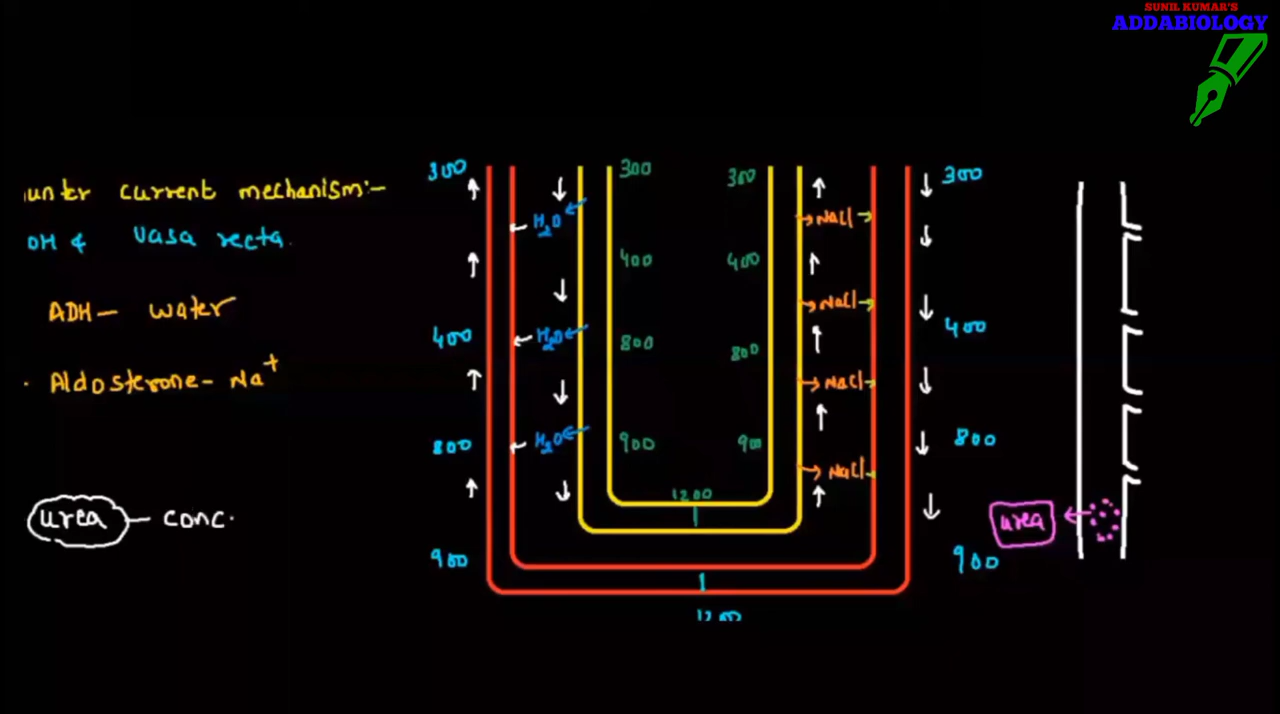 SUNIL KUMAR'S
ADDABIOLOGY
unter current mechanism:-
OH & Vasa recta.
ADH - water
. Aldosterone - Na+
urea - conc.
300
400
800
900
H2O
H2O
H2O
300
400
800
900
1200
300
400
800
900
NaCl
NaCl
NaCl
NaCl
300
400
800
900
1200
urea